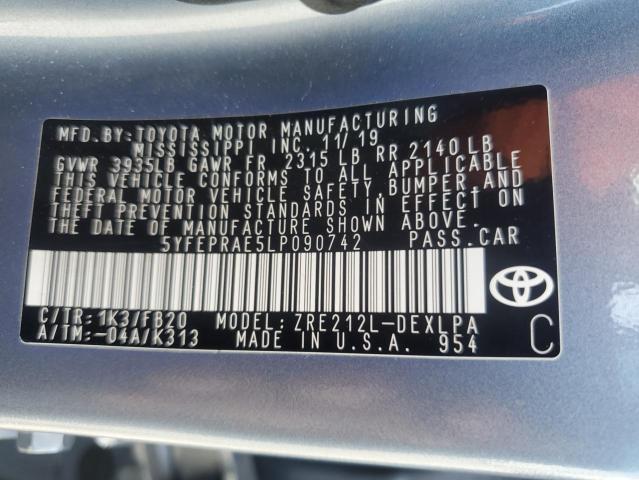 MFD. BY: TOYOTA MOTOR MANUFACTURING
MISSISSIPPI INC. 11/19
GVWR 3935LB GAWR FR 2315 LB RR 2140 LB
THIS VEHICLE CONFORMS TO ALL APPLICABLE
FEDERAL MOTOR VEHICLE SAFETY, BUMPER, AND
THEFT PREVENTION STANDARDS IN EFFECT ON
THE DATE OF MANUFACTURE SHOWN ABOVE.
5YFEPRAE5LP090742 PASS.CAR
C/TR: 1K3/FB20 MODEL: ZRE212L-DEXLPA
A/TM:-04A/K313 MADE IN U.S.A. 954 C